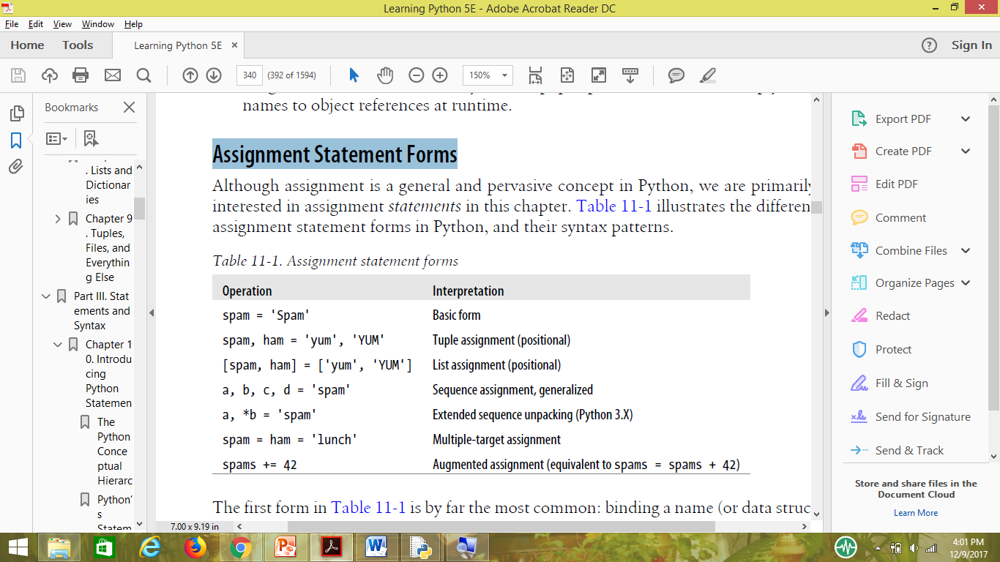 Learning Python 5E - Adobe Acrobat Reader DC
File Edit View Window Help
Home Tools Learning Python 5E × Sign In
340 (392 of 1594) 150%
Bookmarks
. Lists and
Dictionar
ies
Chapter 9
. Tuples,
Files, and
Everythin
g Else
Part III. Stat
ements and
Syntax
Chapter 1
0. Introdu
cing
Python
Statemen
The
Python
Conce
ptual
Hierarc
Python'
s
Statem
names to object references at runtime.
Assignment Statement Forms
Although assignment is a general and pervasive concept in Python, we are primarily
interested in assignment statements in this chapter. Table 11-1 illustrates the differen
assignment statement forms in Python, and their syntax patterns.
Table 11-1. Assignment statement forms
Operation Interpretation
spam = 'Spam' Basic form
spam, ham = 'yum', 'YUM' Tuple assignment (positional)
[spam, ham] = ['yum', 'YUM'] List assignment (positional)
a, b, c, d = 'spam' Sequence assignment, generalized
a, *b = 'spam' Extended sequence unpacking (Python 3.X)
spam = ham = 'lunch' Multiple-target assignment
spams += 42 Augmented assignment (equivalent to spams = spams + 42)
The first form in Table 11-1 is by far the most common: binding a name (or data struc
7.00 x 9.19 in
Export PDF
Create PDF
Edit PDF
Comment
Combine Files
Organize Pages
Redact
Protect
Fill & Sign
Send for Signature
Send & Track
Store and share files in the
Document Cloud
Learn More
4:01 PM
12/9/2017